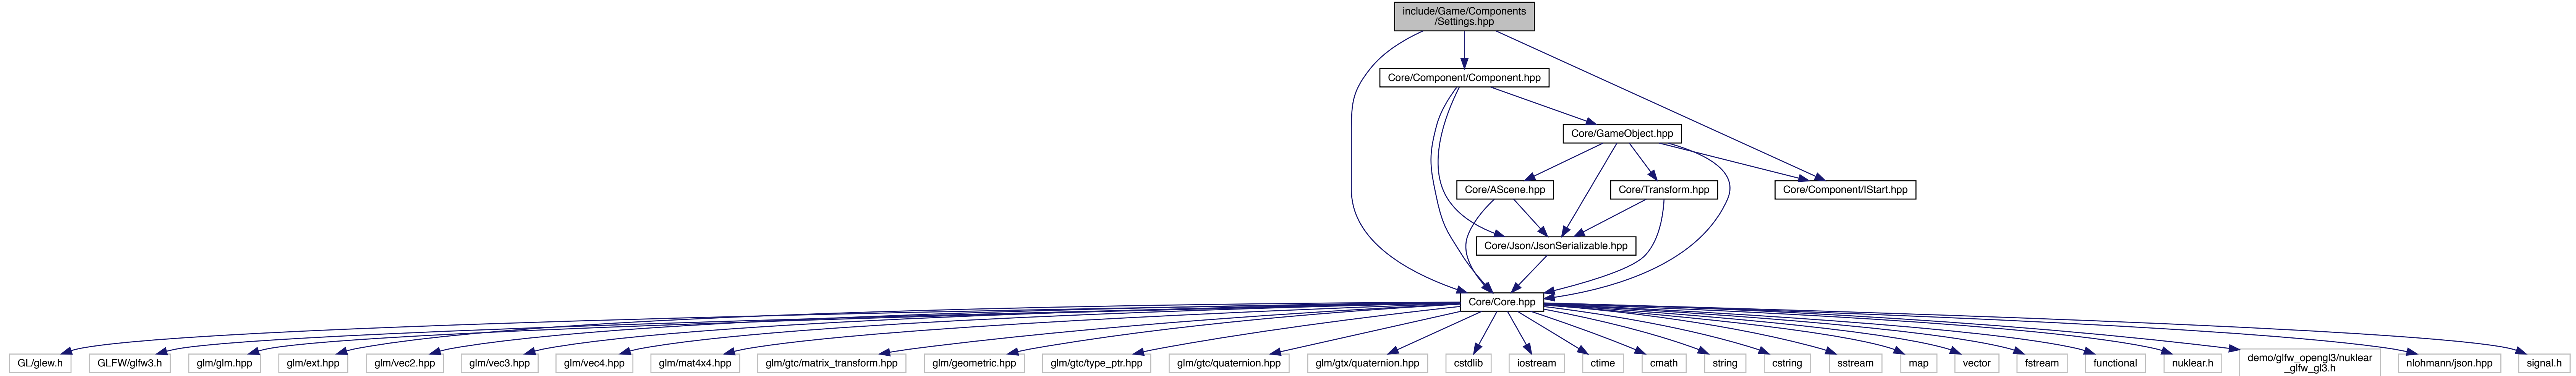 include/Game/Components
/Settings.hpp
Core/Component/Component.hpp
Core/GameObject.hpp
Core/AScene.hpp
Core/Transform.hpp
Core/Component/IStart.hpp
Core/Json/JsonSerializable.hpp
Core/Core.hpp
GL/glew.h
GLFW/glfw3.h
glm/glm.hpp
glm/ext.hpp
glm/vec2.hpp
glm/vec3.hpp
glm/vec4.hpp
glm/mat4x4.hpp
glm/gtc/matrix_transform.hpp
glm/geometric.hpp
glm/gtc/type_ptr.hpp
glm/gtc/quaternion.hpp
glm/gtx/quaternion.hpp
cstdlib
iostream
ctime
cmath
string
cstring
sstream
map
vector
fstream
functional
nuklear.h
demo/glfw_opengl3/nuklear
_glfw_gl3.h
nlohmann/json.hpp
signal.h